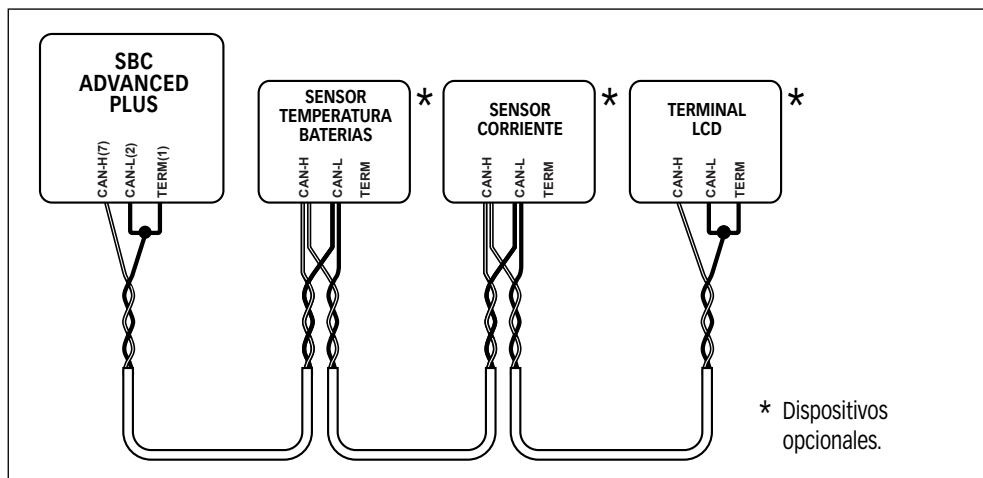 SBC
ADVANCED
PLUS
CAN-H(7)
CAN-L(2)
TERM(1)
SENSOR
TEMPERATURA
BATERIAS
*
CAN-H
CAN-L
TERM
SENSOR
CORRIENTE
*
CAN-H
CAN-L
TERM
TERMINAL
LCD
*
CAN-H
CAN-L
TERM
* Dispositivos
opcionales.